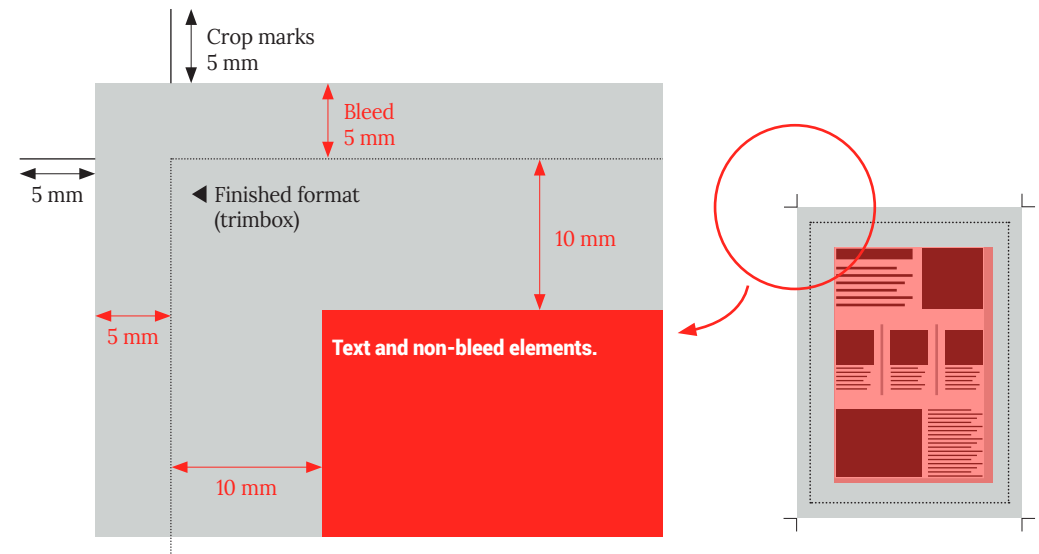 Crop marks
5 mm
Bleed
5 mm
5 mm
Finished format
(trimbox)
10 mm
5 mm
Text and non-bleed elements.
10 mm